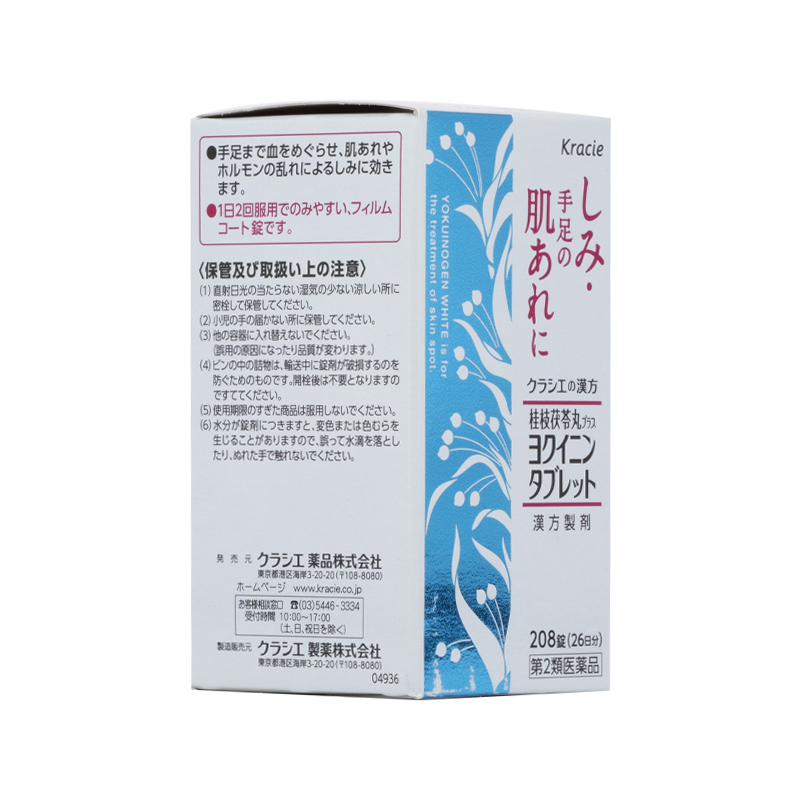 ●手足まで血をめぐらせ、肌あれや
ホルモンの乱れによるしみに効き
ます。
●1日2回服用でのみやすい、フィルム
コート錠です。
〈保管及び取扱い上の注意〉
(1) 直射日光の当たらない湿気の少ない涼しい所に
密栓して保管してください。
(2) 小児の手の届かない所に保管してください。
(3) 他の容器に入れ替えないでください。
(誤用の原因になったり品質が変わります。)
(4) ビンの中の詰物は、輸送中に錠剤が破損するのを
防ぐためのものです。開栓後は不要となりますの
ですててください。
(5) 使用期限のすぎた商品は服用しないでください。
(6) 水分が錠剤につきますと、変色または色むらを
生じることがありますので、誤って水滴を落とし
たり、ぬれた手で触れないでください。
発売元 クラシエ薬品株式会社
東京都港区海岸3-20-20(〒108-8080)
ホームページ www.kracie.co.jp
お客様相談窓口 ☎(03)5446-3334
受付時間 10:00〜17:00
(土、日、祝日を除く)
製造販売元 クラシエ製薬株式会社
東京都港区海岸3-20-20(〒108-8080)
04936
YOKUINOGEN WHITE is for
the treatment of skin spot.
Kracie
しみ・
手足の
肌あれに
クラシエの漢方
桂枝茯苓丸プラス
ヨクイニン
タブレット
漢方製剤
208錠(26日分)
第2類医薬品